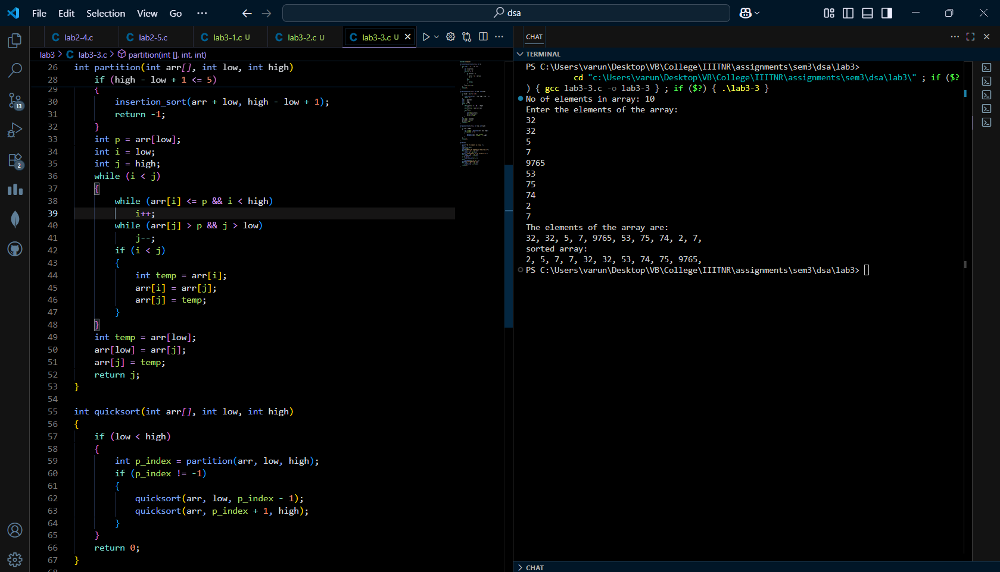 File Edit Selection View Go ··· dsa
lab2-4.c lab2-5.c lab3-1.c U lab3-2.c U lab3-3.c U
lab3 > C lab3-3.c > partition(int [], int, int)
26 int partition(int arr[], int low, int high)
28 if (high - low + 1 <= 5)
29 {
30 insertion_sort(arr + low, high - low + 1);
31 return -1;
32 }
33 int p = arr[low];
34 int i = low;
35 int j = high;
36 while (i < j)
37 {
38 while (arr[i] <= p && i < high)
39 i++;
40 while (arr[j] > p && j > low)
41 j--;
42 if (i < j)
43 {
44 int temp = arr[i];
45 arr[i] = arr[j];
46 arr[j] = temp;
47 }
48 }
49 int temp = arr[low];
50 arr[low] = arr[j];
51 arr[j] = temp;
52 return j;
53 }
54
55 int quicksort(int arr[], int low, int high)
56 {
57 if (low < high)
58 {
59 int p_index = partition(arr, low, high);
60 if (p_index != -1)
61 {
62 quicksort(arr, low, p_index - 1);
63 quicksort(arr, p_index + 1, high);
64 }
65 }
66 return 0;
67 }
68
13
2
CHAT
TERMINAL
PS C:\Users\varun\Desktop\VB\College\IIITNR\assignments\sem3\dsa\lab3>
cd "c:\Users\varun\Desktop\VB\College\IIITNR\assignments\sem3\dsa\lab3\" ; if ($?
) { gcc lab3-3.c -o lab3-3 } ; if ($?) { .\lab3-3 }
No of elements in array: 10
Enter the elements of the array:
32
32
5
7
9765
53
75
74
2
7
The elements of the array are:
32, 32, 5, 7, 9765, 53, 75, 74, 2, 7,
sorted array:
2, 5, 7, 7, 32, 32, 53, 74, 75, 9765,
PS C:\Users\varun\Desktop\VB\College\IIITNR\assignments\sem3\dsa\lab3>
CHAT